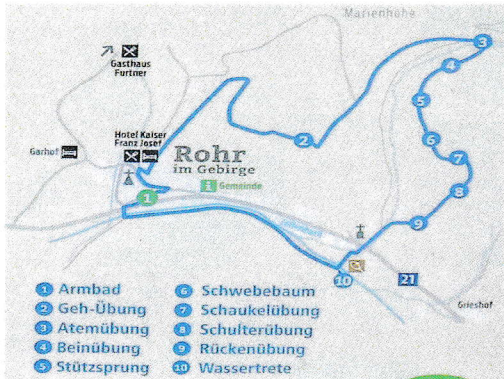 Marienhöhe
Gasthaus
Furtner
Hotel Kaiser
Franz Josef
Garhof
Rohr
im Gebirge
i Gemeinde
1
2
3
4
5
6
7
8
9
10
21
Grieshof
1 Armbad
2 Geh-Übung
3 Atemübung
4 Beinübung
5 Stützsprung
6 Schwebebaum
7 Schaukelübung
8 Schulterübung
9 Rückenübung
10 Wassertrete